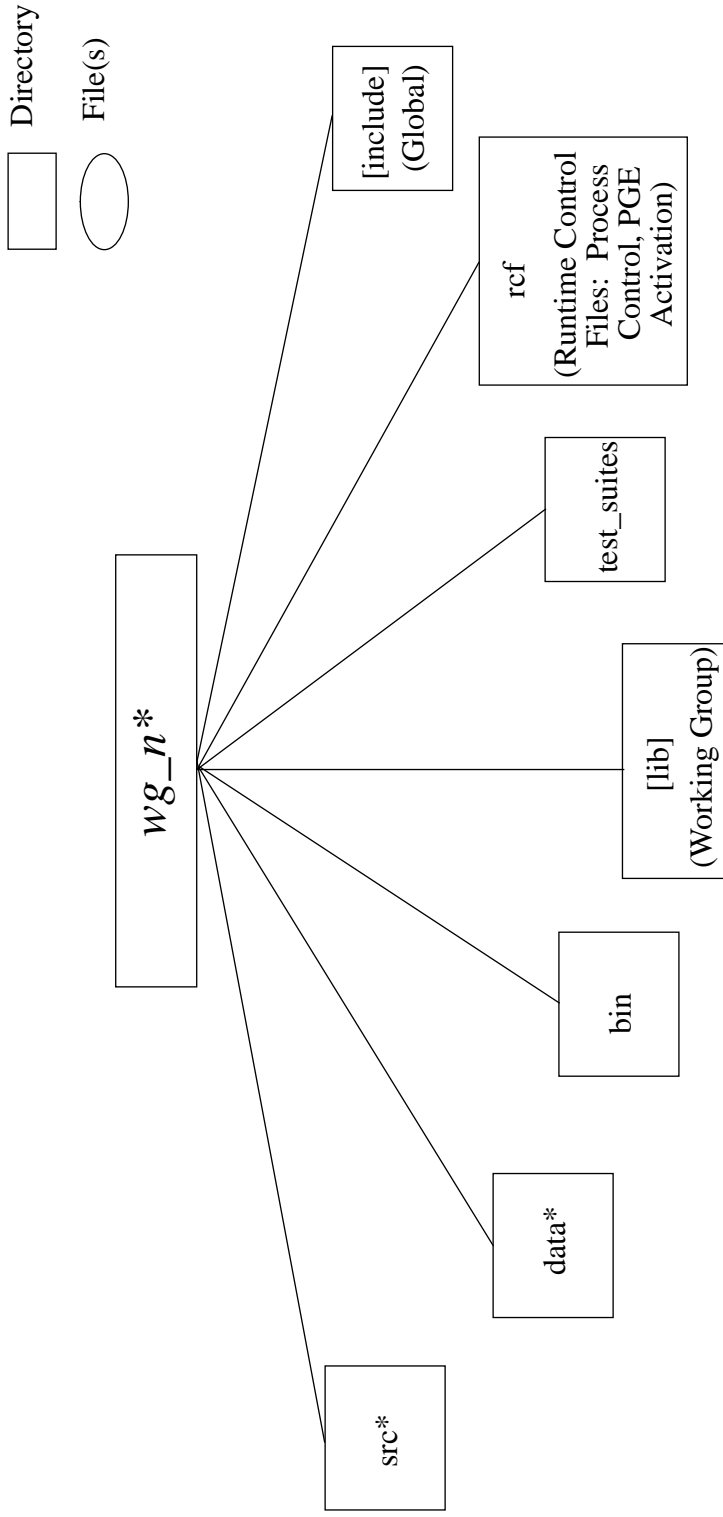 Directory
File(s)
wg_n*
src*
data*
bin
[lib]
(Working Group)
test_suites
rcf
(Runtime Control
Files: Process
Control, PGE
Activation)
[include]
(Global)